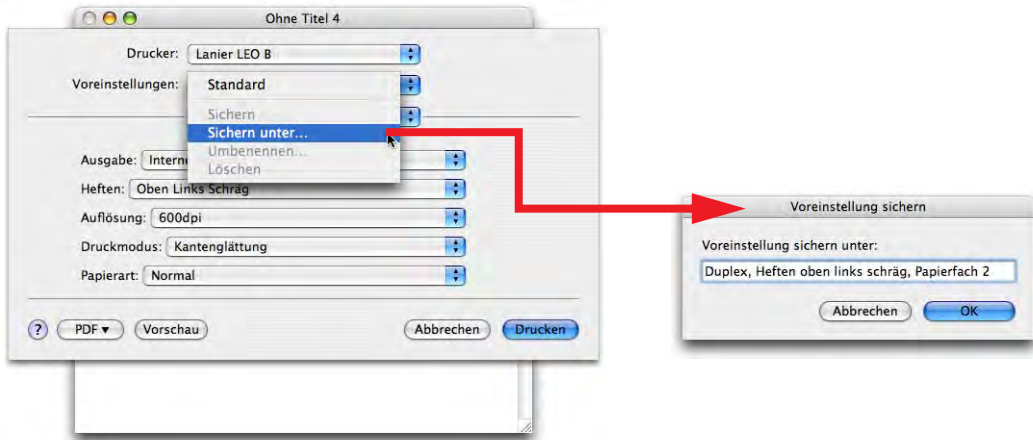 Ohne Titel 4
Drucker: Lanier LEO B
Voreinstellungen:
Standard
Sichern
Sichern unter...
Umbenennen...
Löschen
Ausgabe:
Heften: Oben Links Schräg
Auflösung: 600dpi
Druckmodus: Kantenglättung
Papierart: Normal
? PDF ▾ Vorschau Abbrechen Drucken
Voreinstellung sichern
Voreinstellung sichern unter:
Duplex, Heften oben links schräg, Papierfach 2
Abbrechen OK